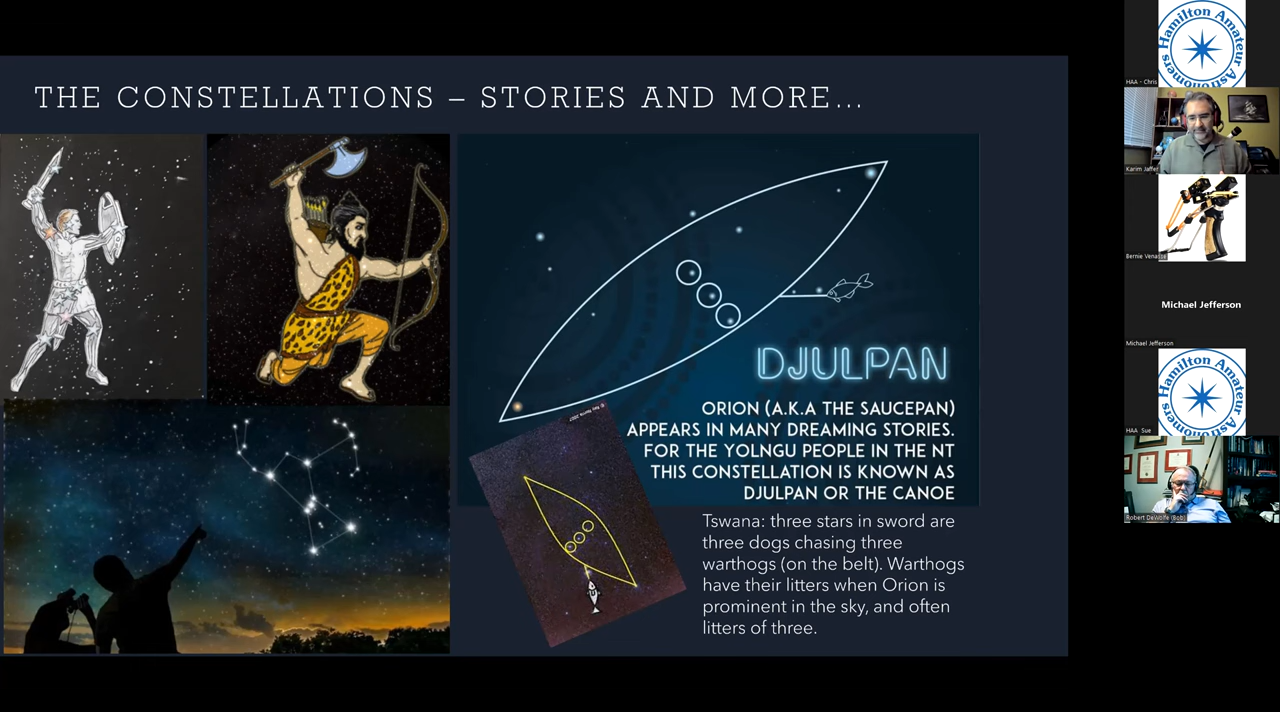 THE CONSTELLATIONS – STORIES AND MORE...
DJULPAN
ORION (A.K.A THE SAUCEPAN)
APPEARS IN MANY DREAMING STORIES.
FOR THE YOLNGU PEOPLE IN THE NT
THIS CONSTELLATION IS KNOWN AS
DJULPAN OR THE CANOE
Tswana: three stars in sword are
three dogs chasing three
warthogs (on the belt). Warthogs
have their litters when Orion is
prominent in the sky, and often
litters of three.
Hamilton Amateur Astronomers
HAA - Chris
Karim Jaffer
Bernie Venasse
Michael Jefferson
Michael Jefferson
Hamilton Amateur Astronomers
HAA Sue
Robert DeWolfe (Bob)